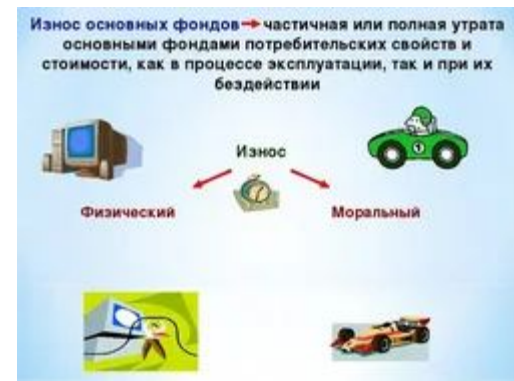 Износ основных фондов→ частичная или полная утрата
основными фондами потребительских свойств и
стоимости, как в процессе эксплуатации, так и при их
бездействии
Износ
Физический
Моральный
1